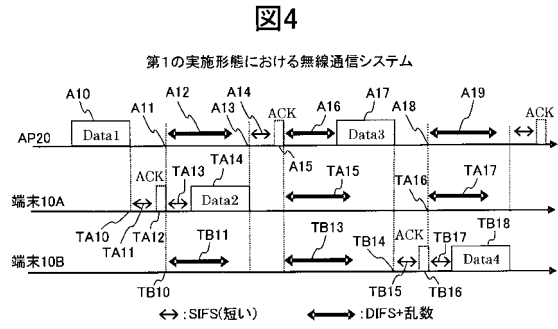 図4
第1の実施形態における無線通信システム
A10 A11 A12 A13 A14 ACK A16 A17 A18 A19 ACK
AP20 Data1 A15 Data3
ACK TA13 TA14 TA15 TA16 TA17
端末10A Data2
TA10 TA11 TA12
TB11 TB13 TB14 ACK TB17 TB18
端末10B Data4
TB10 TB15 TB16
:SIFS(短い) :DIFS+乱数